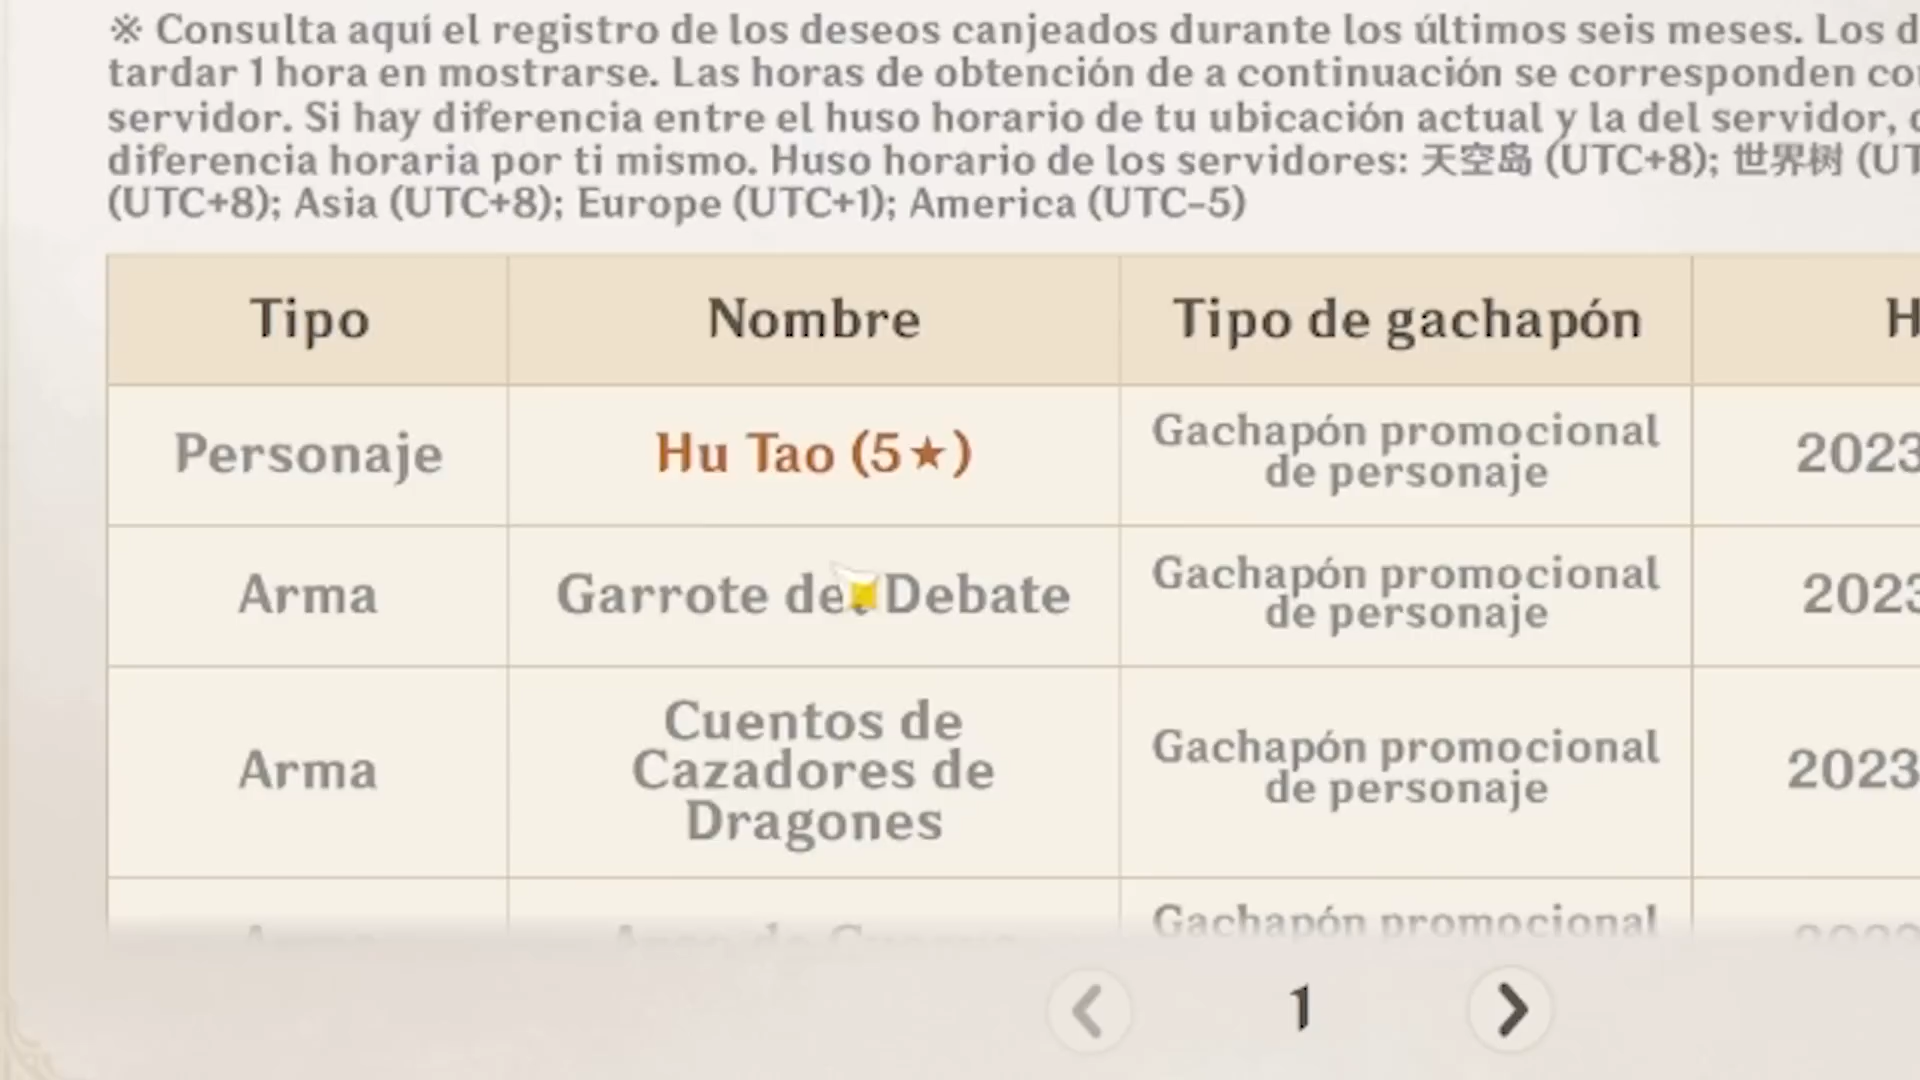 ※ Consulta aquí el registro de los deseos canjeados durante los últimos seis meses. Los
tardar 1 hora en mostrarse. Las horas de obtención de a continuación se corresponden
servidor. Si hay diferencia entre el huso horario de tu ubicación actual y la del servidor,
diferencia horaria por ti mismo. Huso horario de los servidores: 天空岛 (UTC+8); 世界树 (UT
(UTC+8); Asia (UTC+8); Europe (UTC+1); America (UTC-5)
Tipo
Nombre
Tipo de gachapón
H
Personaje
Hu Tao (5★)
Gachapón promocional
de personaje
2023
Arma
Garrote del Debate
Gachapón promocional
de personaje
2023
Arma
Cuentos de
Cazadores de
Dragones
Gachapón promocional
de personaje
2023
Gachapón promocional
1